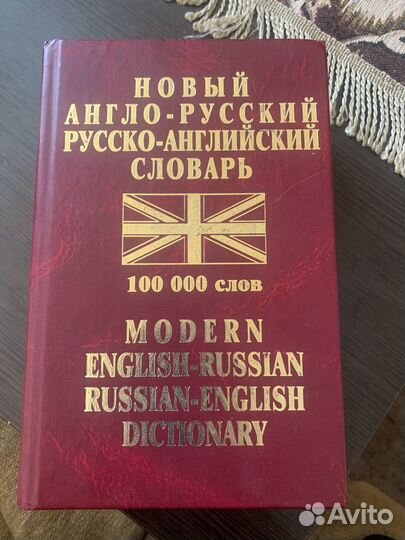 НОВЫЙ
АНГЛО-РУССКИЙ
РУССКО-АНГЛИЙСКИЙ
СЛОВАРЬ
100 000 слов
MODERN
ENGLISH-RUSSIAN
RUSSIAN-ENGLISH
DICTIONARY
Avito